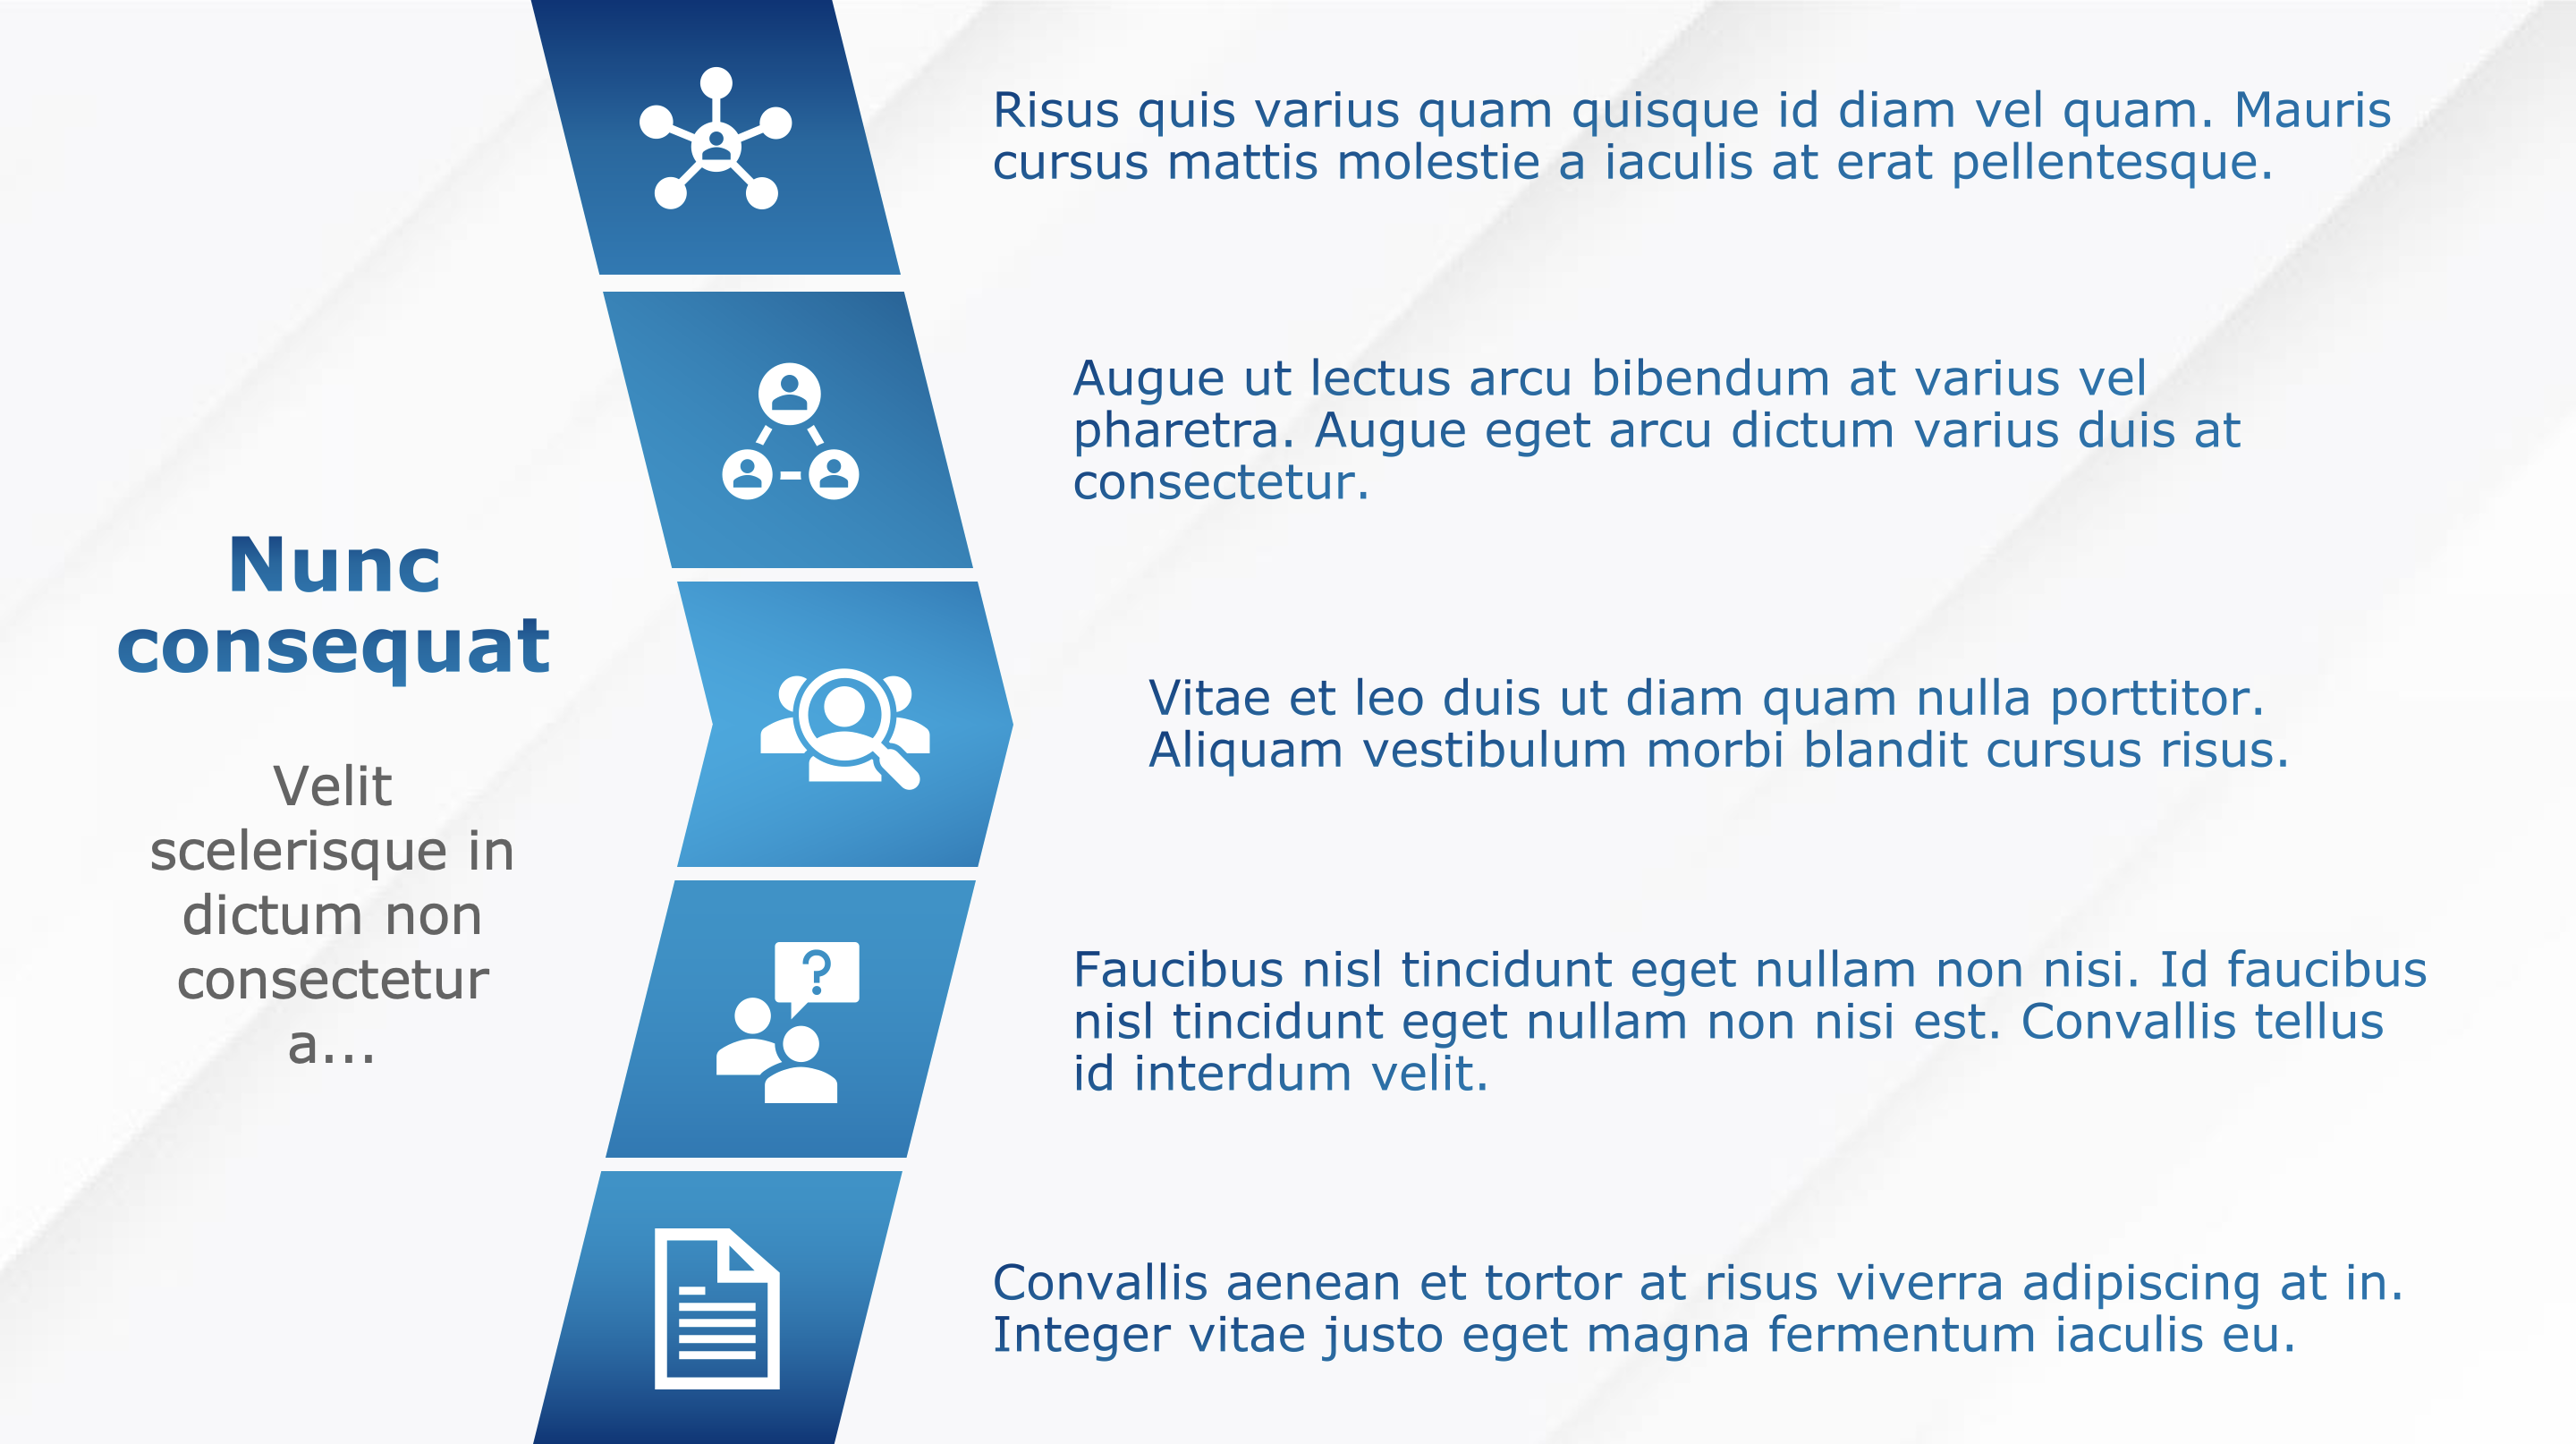 Nunc
consequat
Velit
scelerisque in
dictum non
consectetur
a...
Risus quis varius quam quisque id diam vel quam. Mauris
cursus mattis molestie a iaculis at erat pellentesque.
Augue ut lectus arcu bibendum at varius vel
pharetra. Augue eget arcu dictum varius duis at
consectetur.
Vitae et leo duis ut diam quam nulla porttitor.
Aliquam vestibulum morbi blandit cursus risus.
?
Faucibus nisl tincidunt eget nullam non nisi. Id faucibus
nisl tincidunt eget nullam non nisi est. Convallis tellus
id interdum velit.
Convallis aenean et tortor at risus viverra adipiscing at in.
Integer vitae justo eget magna fermentum iaculis eu.